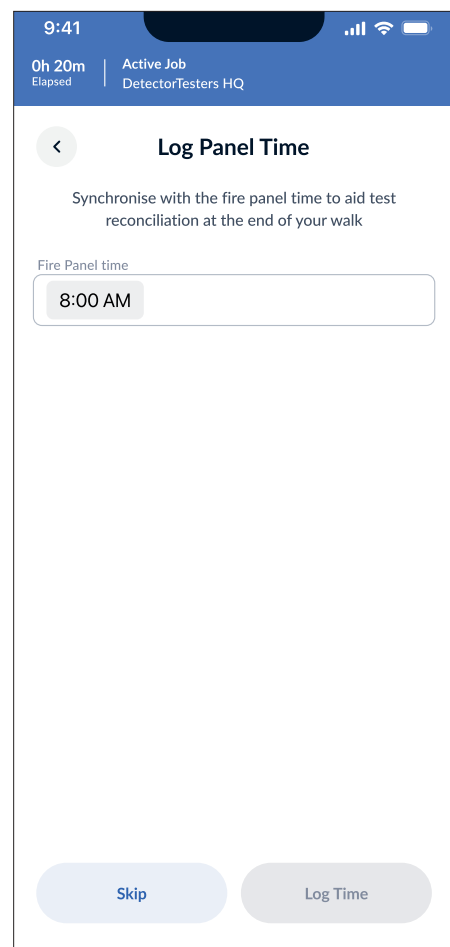 9:41
0h 20m
Elapsed
Active Job
DetectorTesters HQ
Log Panel Time
Synchronise with the fire panel time to aid test
reconciliation at the end of your walk
Fire Panel time
8:00 AM
Skip
Log Time